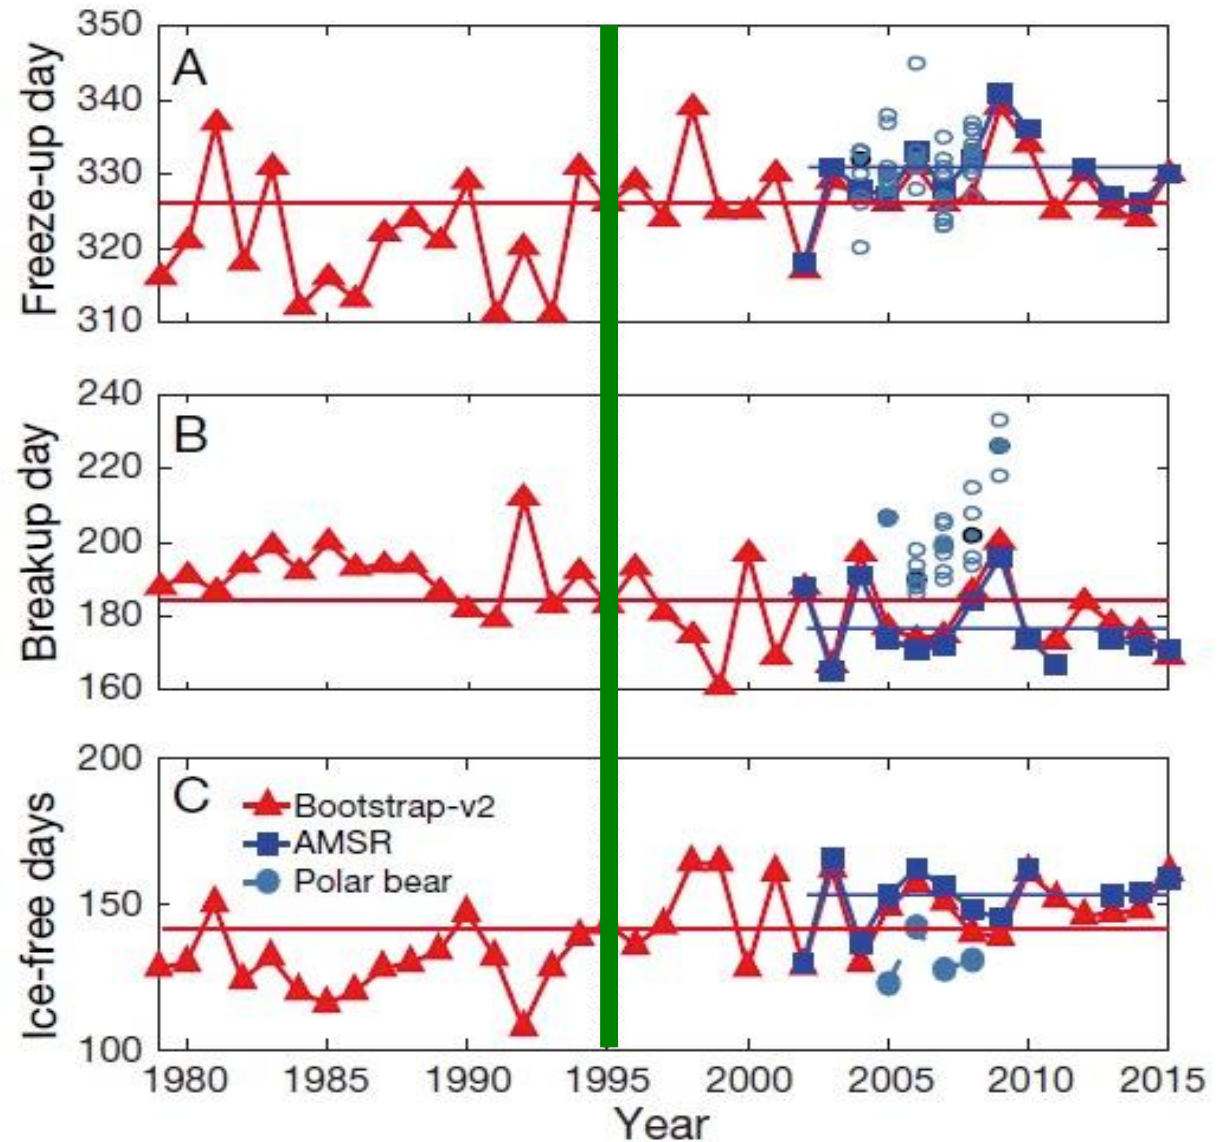 350
340
330
320
310
Freeze-up day
A
240
220
200
180
160
Breakup day
B
200
150
100
Ice-free days
C
Bootstrap-v2
AMSR
Polar bear
1980 1985 1990 1995 2000 2005 2010 2015
Year